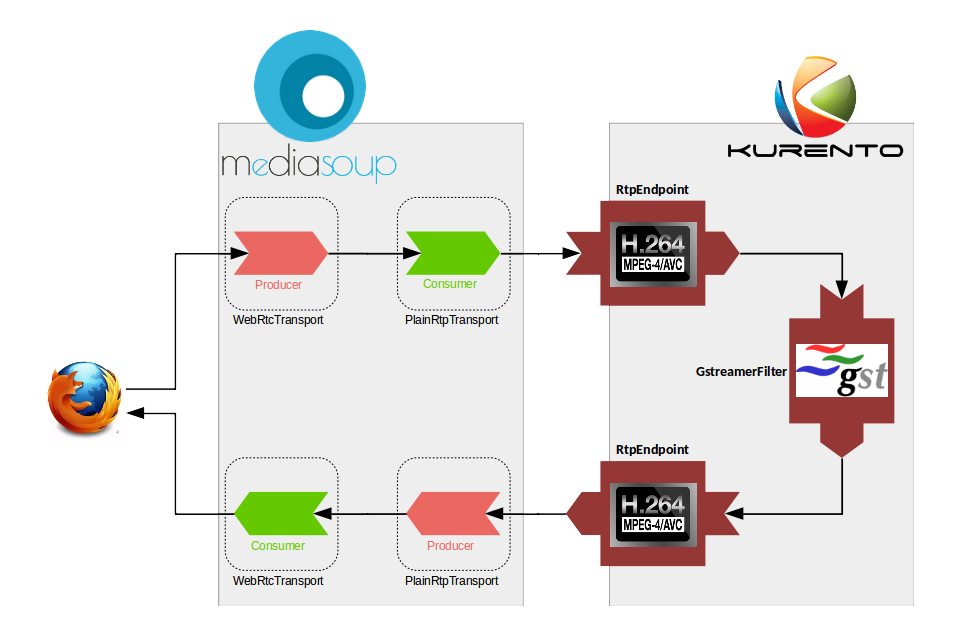 mediasoup
KURENTO
RtpEndpoint
H.264
MPEG-4/AVC
Producer
Consumer
WebRtcTransport
PlainRtpTransport
GstreamerFilter
gst
RtpEndpoint
H.264
MPEG-4/AVC
Consumer
Producer
WebRtcTransport
PlainRtpTransport